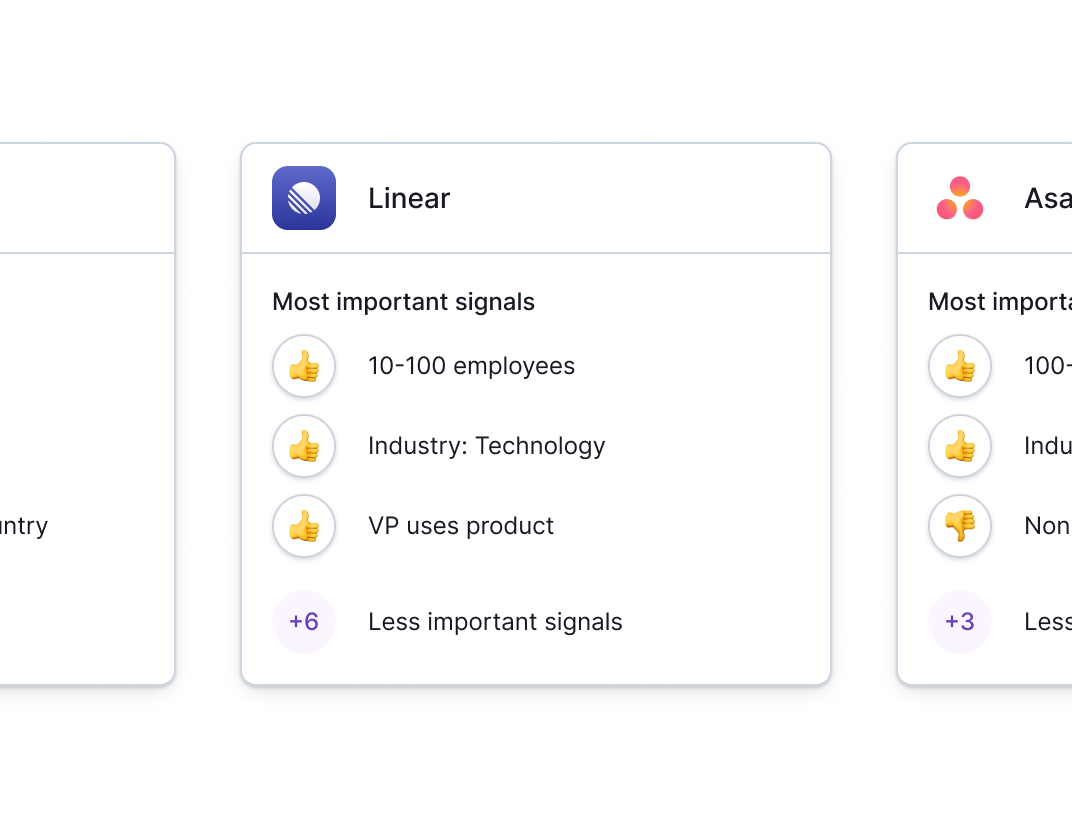 untry
Linear
Most important signals
10-100 employees
Industry: Technology
VP uses product
+6
Less important signals
Asa
Most importa
100-
Indu
Non
+3
Less